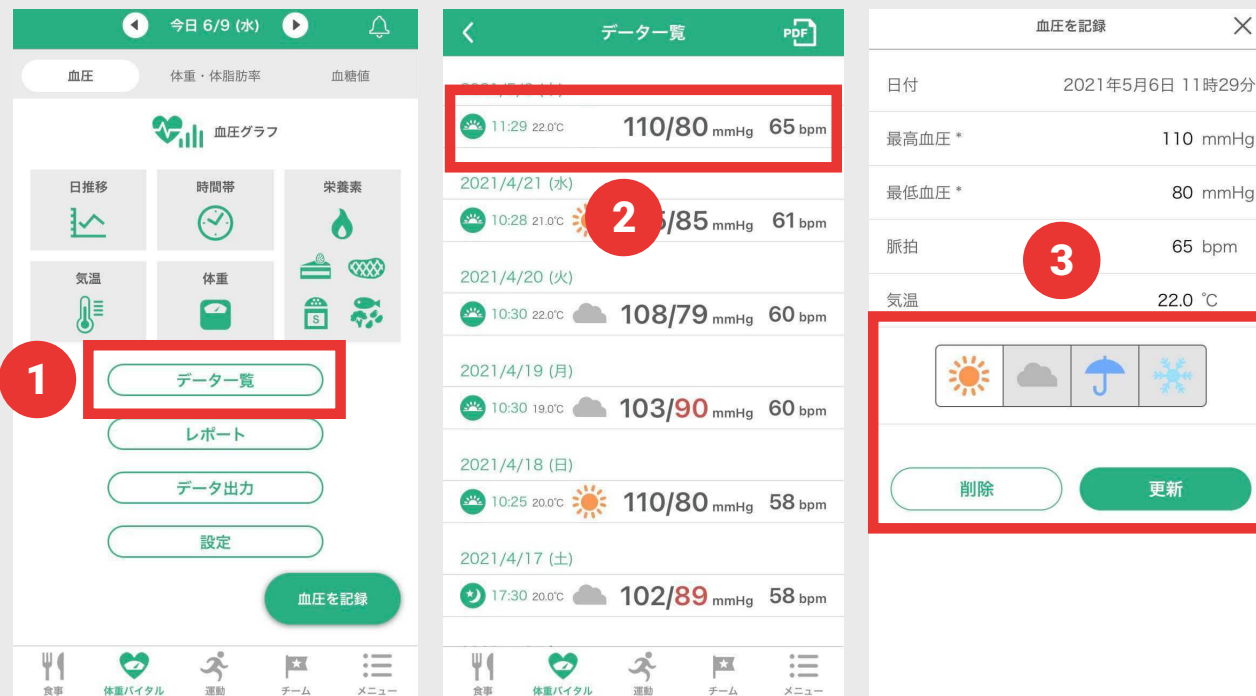 今日 6/9 (水)
血圧
体重・体脂肪率
血糖値
血圧グラフ
日推移
時間帯
栄養素
気温
体重
S
1
データ一覧
レポート
データ出力
設定
血圧を記録
食事
体重バイタル
運動
チーム
メニュー
データ一覧
PDF
11:29 22.0℃ 110/80 mmHg 65 bpm
2021/4/21 (水)
10:28 21.0℃ 5/85 mmHg 61 bpm
2
2021/4/20 (火)
10:30 22.0℃ 108/79 mmHg 60 bpm
2021/4/19 (月)
10:30 19.0℃ 103/90 mmHg 60 bpm
2021/4/18 (日)
10:25 20.0℃ 110/80 mmHg 58 bpm
2021/4/17 (土)
17:30 20.0℃ 102/89 mmHg 58 bpm
食事
体重バイタル
運動
チーム
メニュー
血圧を記録
日付 2021年5月6日 11時29分
最高血圧 * 110 mmHg
最低血圧 * 80 mmHg
脈拍 65 bpm
3
気温 22.0 ℃
削除
更新